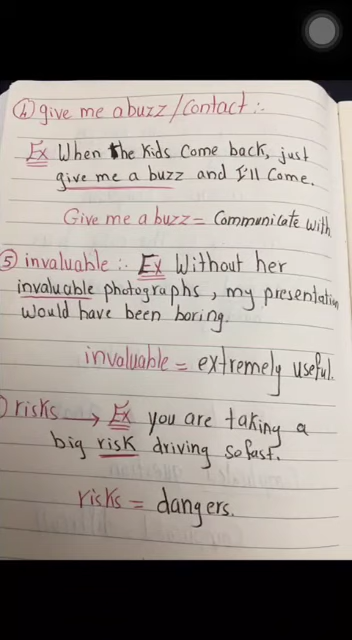 ④ give me a buzz / Contact :-
Ex When the Kids Come back, just
give me a buzz and I'll Come.
Give me a buzz = Communicate with
⑤ invaluable :- Ex Without her
invaluable photographs, my presentation
would have been boring.
invaluable = extremely useful.
risks → Ex you are taking a
big risk driving so fast.
risks = dangers.